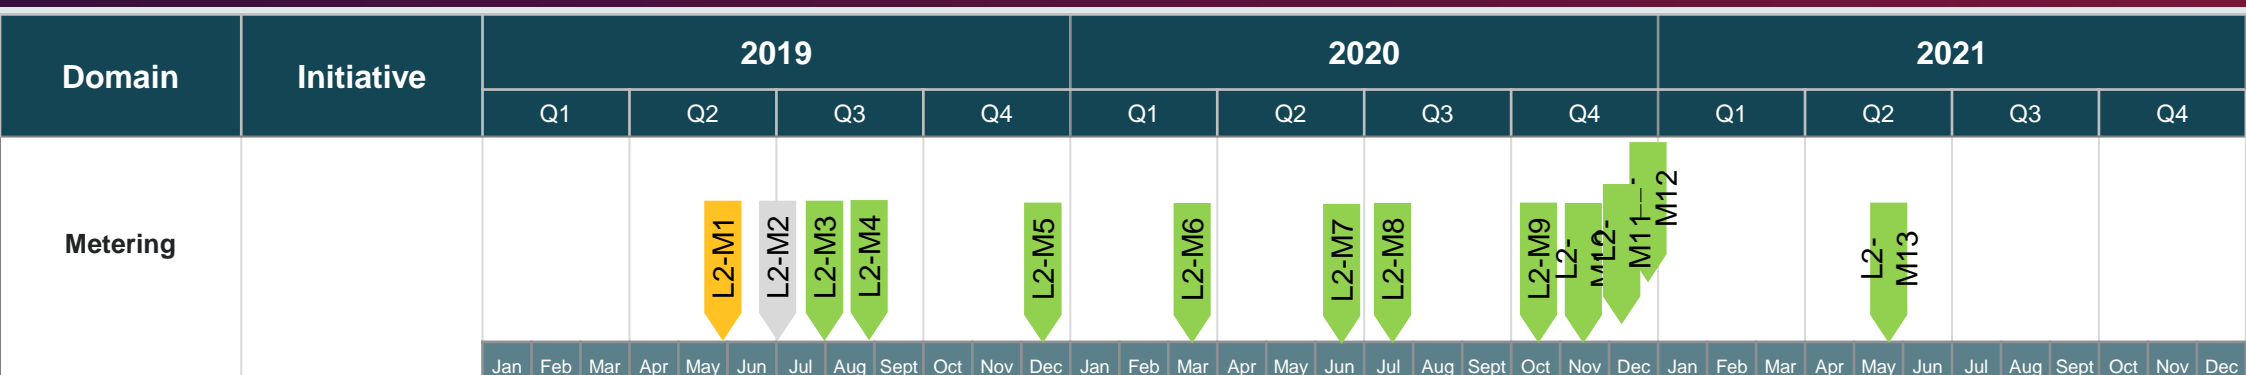 Domain
Initiative
2019
2020
2021
Q1 Q2 Q3 Q4 Q1 Q2 Q3 Q4 Q1 Q2 Q3 Q4
Metering
L2-M1
L2-M2
L2-M3
L2-M4
L2-M5
L2-M6
L2-M7
L2-M8
L2-M9
L2-
L2-
M11
M12
L2-
M13
Jan Feb Mar Apr May Jun Jul Aug Sept Oct Nov Dec Jan Feb Mar Apr May Jun Jul Aug Sept Oct Nov Dec Jan Feb Mar Apr May Jun Jul Aug Sept Oct Nov Dec